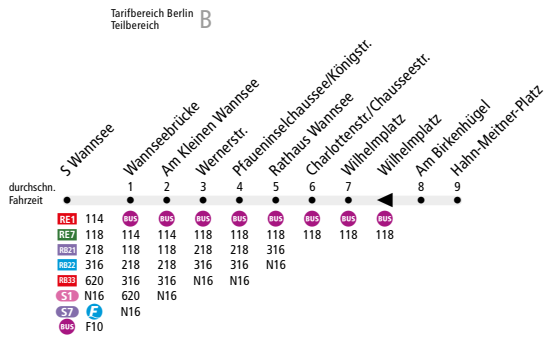 Tarifbereich Berlin
Teilbereich
B
S Wannsee
Wannseebrücke
Am Kleinen Wannsee
Wernerstr.
Pfaueninselchaussee/Königstr.
Rathaus Wannsee
Charlottenstr./Chausseestr.
Wilhelmplatz
Wilhelmplatz
Am Birkenhügel
Hahn-Meitner-Platz
durchschn. 1 2 3 4 5 6 7 8 9
Fahrzeit
RE1 114 BUS BUS BUS BUS BUS BUS BUS BUS
RE7 118 114 114 118 118 118 118 118 118
RB21 218 118 118 218 218 316
RB22 316 218 218 316 316 N16
RB33 620 316 316 N16 N16
S1 N16 620 N16
S7 F N16
BUS F10